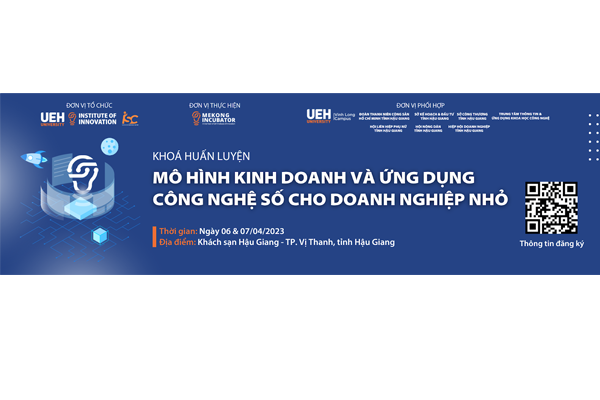 ĐƠN VỊ TỔ CHỨC
UEH
UNIVERSITY
INSTITUTE OF
INNOVATION
isc
ĐƠN VỊ THỰC HIỆN
MEKONG
INCUBATOR
ĐƠN VỊ PHỐI HỢP
UEH
UNIVERSITY
Vinh Long
Campus
ĐOÀN THANH NIÊN CỘNG SẢN
HỒ CHÍ MINH TỈNH HẬU GIANG
SỞ KẾ HOẠCH & ĐẦU TƯ
TỈNH HẬU GIANG
SỞ CÔNG THƯƠNG
TỈNH HẬU GIANG
TRUNG TÂM THÔNG TIN &
ỨNG DỤNG KHOA HỌC CÔNG NGHỆ
HỘI LIÊN HIỆP PHỤ NỮ
TỈNH HẬU GIANG
HỘI NÔNG DÂN
TỈNH HẬU GIANG
HIỆP HỘI DOANH NGHIỆP
TỈNH HẬU GIANG
KHOÁ HUẤN LUYỆN
MÔ HÌNH KINH DOANH VÀ ỨNG DỤNG
CÔNG NGHỆ SỐ CHO DOANH NGHIỆP NHỎ
Thời gian: Ngày 06 & 07/04/2023
Địa điểm: Khách sạn Hậu Giang - TP. Vị Thanh, tỉnh Hậu Giang
Thông tin đăng ký